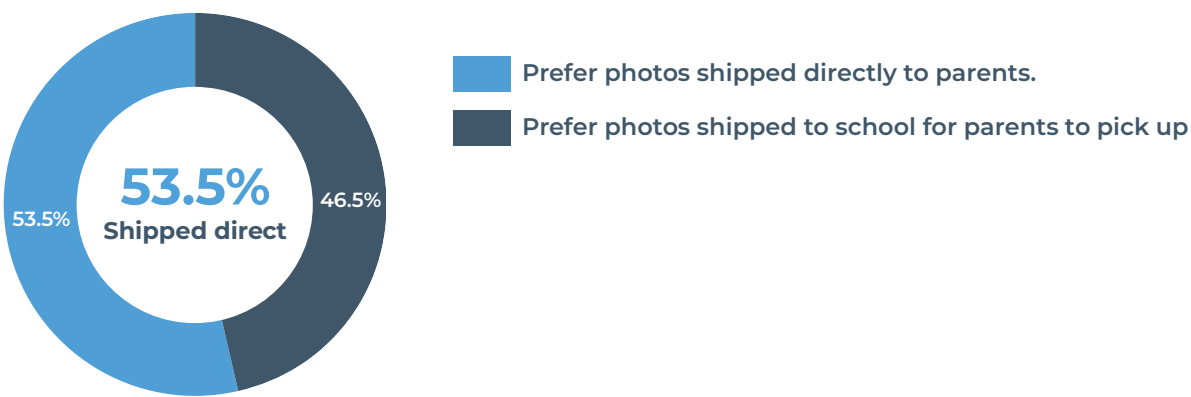 Prefer photos shipped directly to parents.
Prefer photos shipped to school for parents to pick up
53.5%
Shipped direct
53.5%
46.5%